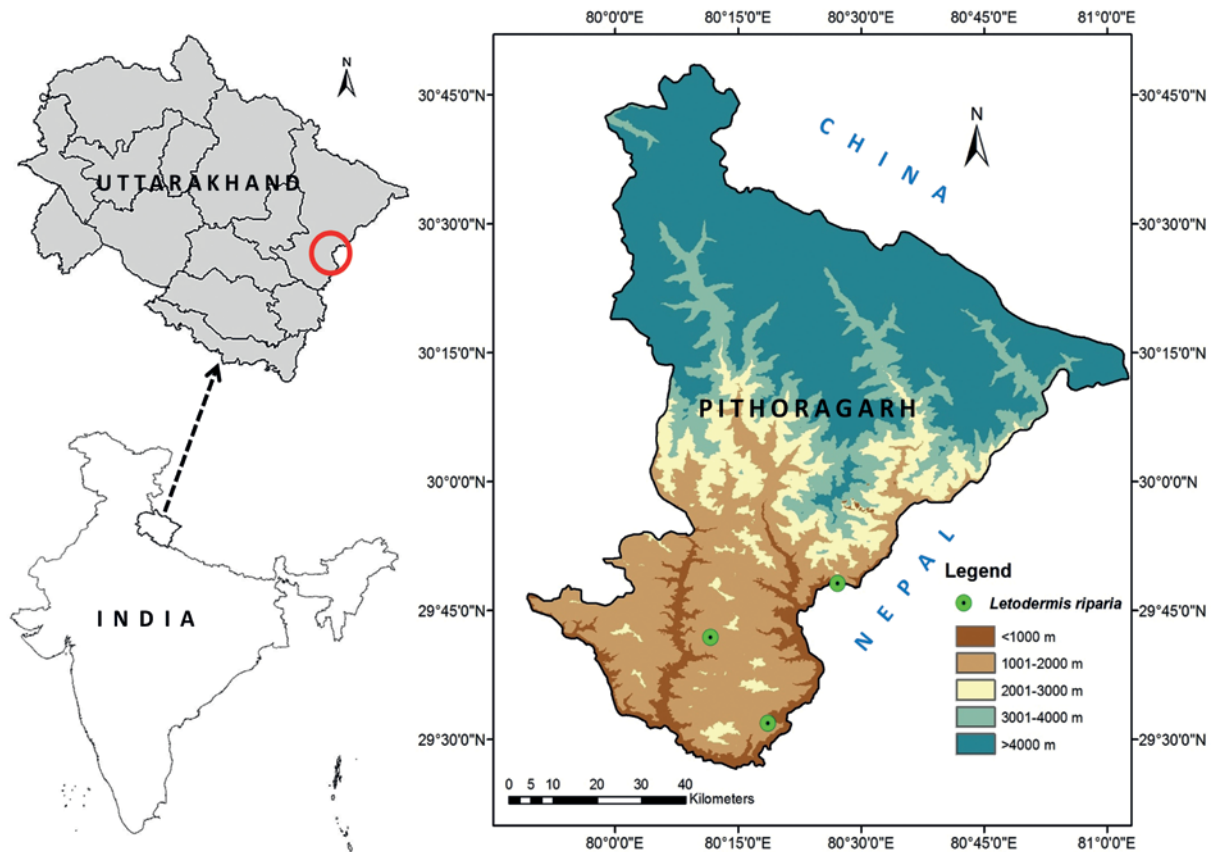 N
UTTARAKHAND
INDIA
80°0'0"E 80°15'0"E 80°30'0"E 80°45'0"E 81°0'0"E
30°45'0"N 30°45'0"N
30°30'0"N 30°30'0"N
30°15'0"N 30°15'0"N
30°0'0"N 30°0'0"N
29°45'0"N 29°45'0"N
29°30'0"N 29°30'0"N
N
CHINA
PITHORAGARH
NEPAL
Legend
Letodermis riparia
<1000 m
1001-2000 m
2001-3000 m
3001-4000 m
>4000 m
0 5 10 20 30 40
Kilometers
80°0'0"E 80°15'0"E 80°30'0"E 80°45'0"E 81°0'0"E